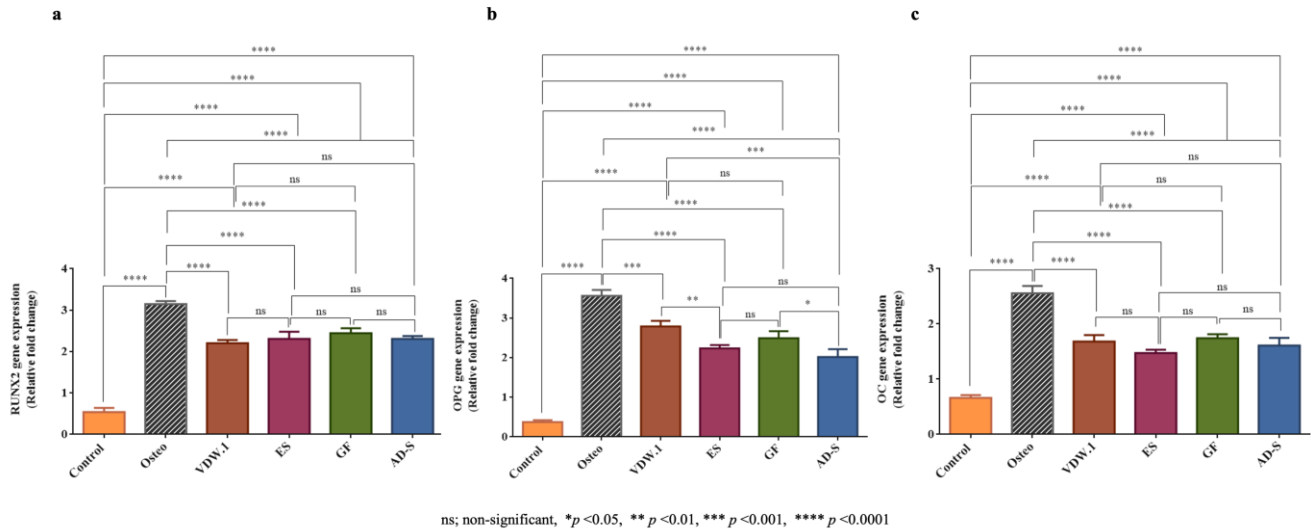 a
****
****
****
****
ns
****
ns
****
****
****
****
ns
ns
ns
ns
RUNX2 gene expression
(Relative fold change)
4
3
2
1
0
Control
Osteo
VDW.1
ES
GF
AD-S
b
****
****
****
****
***
****
ns
****
****
****
***
ns
**
*
ns
OPG gene expression
(Relative fold change)
4
3
2
1
0
Control
Osteo
VDW.1
ES
GF
AD-S
c
****
****
****
****
ns
****
ns
****
****
****
****
ns
ns
ns
ns
OC gene expression
(Relative fold change)
3
2
1
0
Control
Osteo
VDW.1
ES
GF
AD-S
ns; non-significant, *p <0.05, ** p <0.01, *** p <0.001, **** p <0.0001